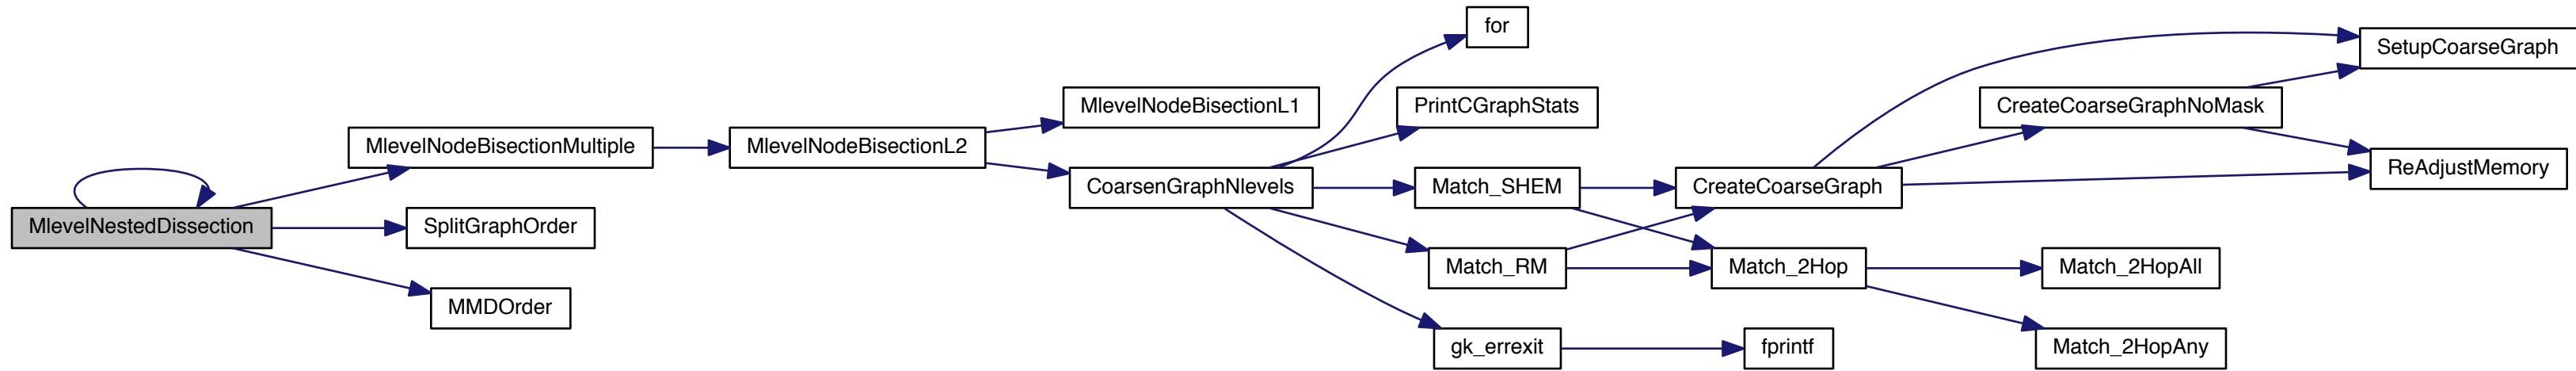 for
SetupCoarseGraph
MlevelNodeBisectionL1
PrintCGraphStats
CreateCoarseGraphNoMask
MlevelNodeBisectionMultiple
MlevelNodeBisectionL2
ReAdjustMemory
CoarsenGraphNlevels
Match_SHEM
CreateCoarseGraph
MlevelNestedDissection
SplitGraphOrder
Match_RM
Match_2Hop
Match_2HopAll
MMDOrder
gk_errexit
fprintf
Match_2HopAny